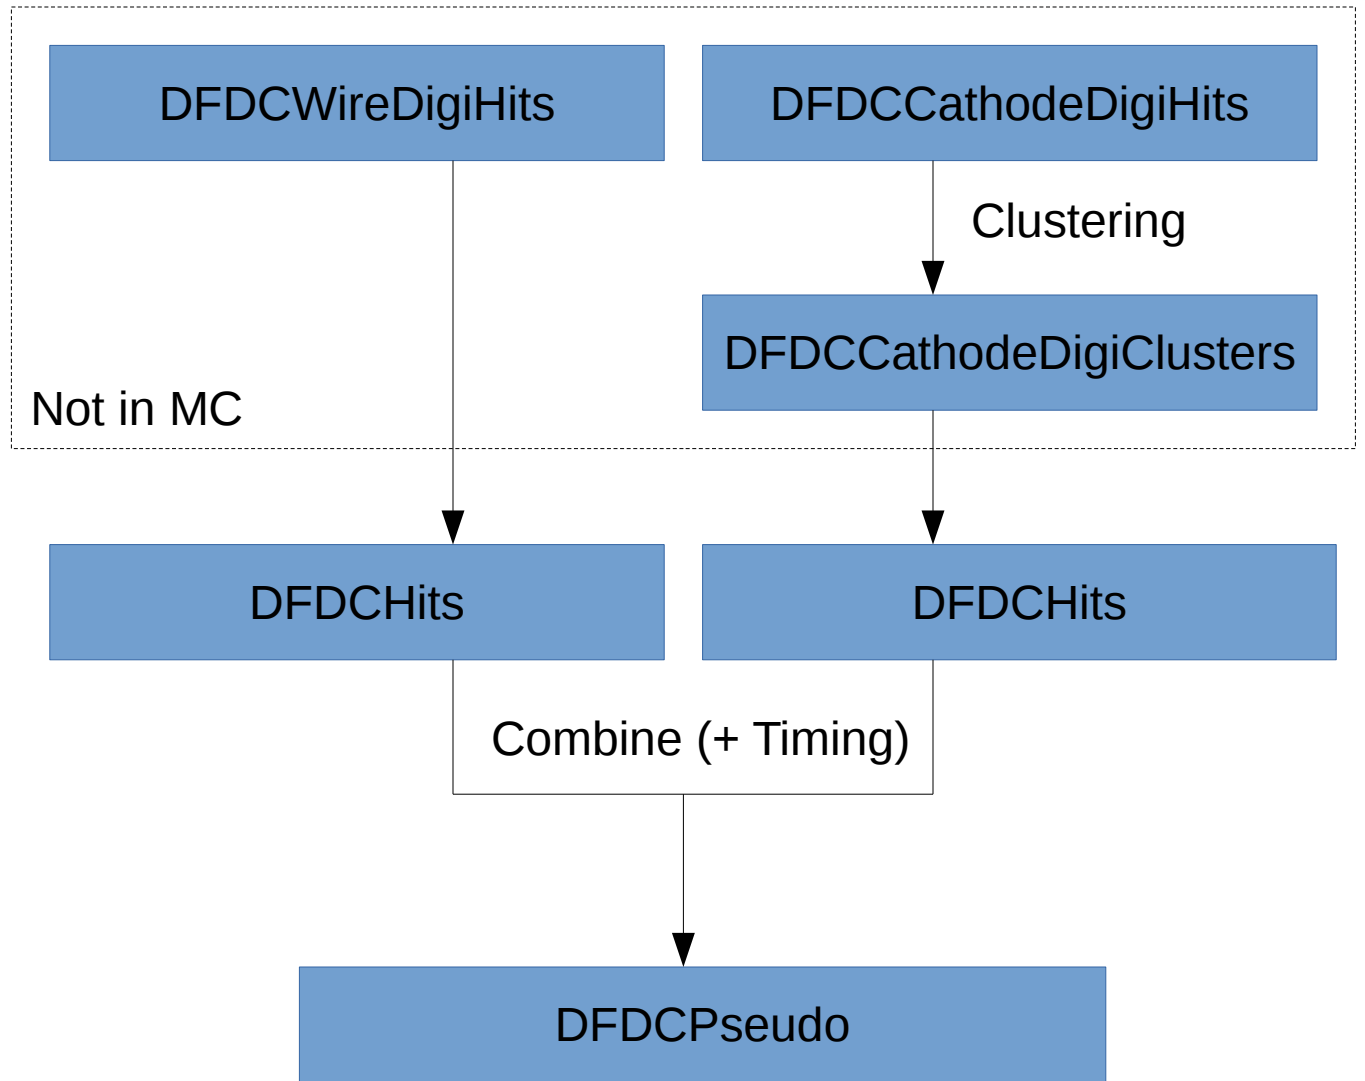 DFDCWireDigiHits
DFDCCathodeDigiHits
Clustering
DFDCCathodeDigiClusters
Not in MC
DFDCHits
DFDCHits
Combine (+ Timing)
DFDCPseudo